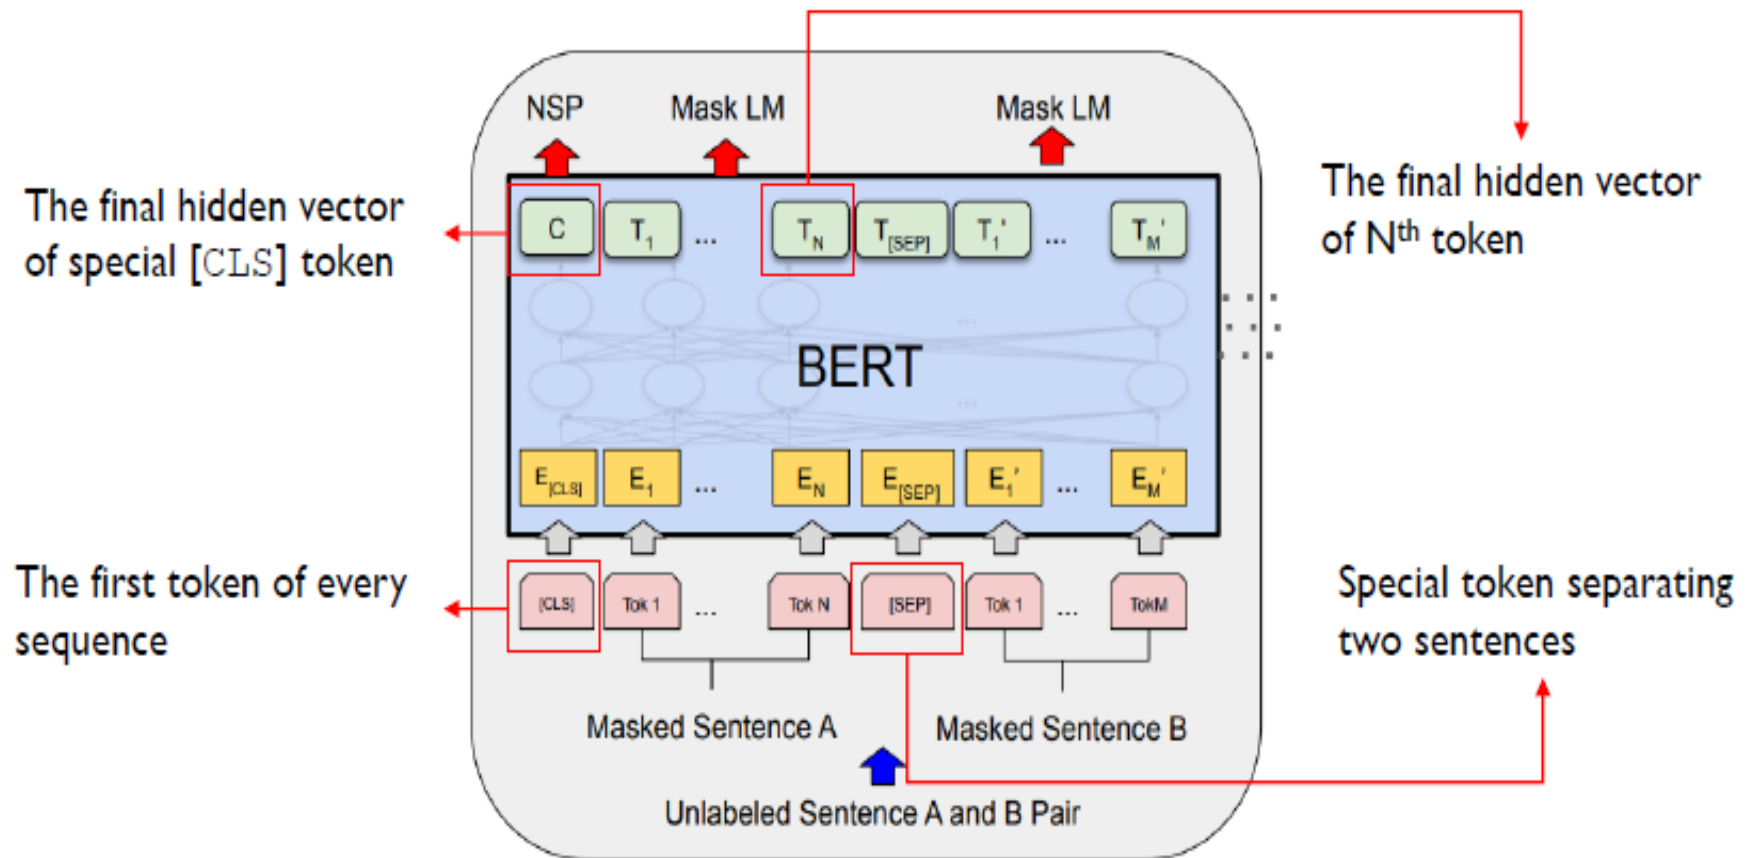 NSP Mask LM Mask LM
The final hidden vector
of special [CLS] token
The final hidden vector
of Nth token
C T1 ... TN T[SEP] T1' ... TM'
...
BERT
...
E[CLS] E1 ... EN E[SEP] E1' ... EM'
The first token of every
sequence
[CLS] Tok 1 ... Tok N [SEP] Tok 1 ... TokM
Special token separating
two sentences
Masked Sentence A Masked Sentence B
Unlabeled Sentence A and B Pair